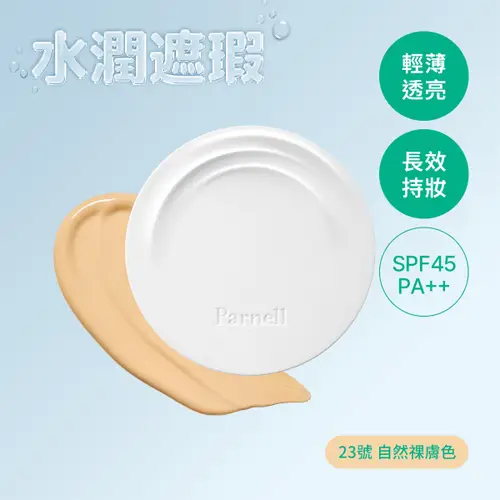 水潤遮瑕
輕薄
透亮
長效
持妝
SPF45
PA++
Parnell
23號 自然裸膚色